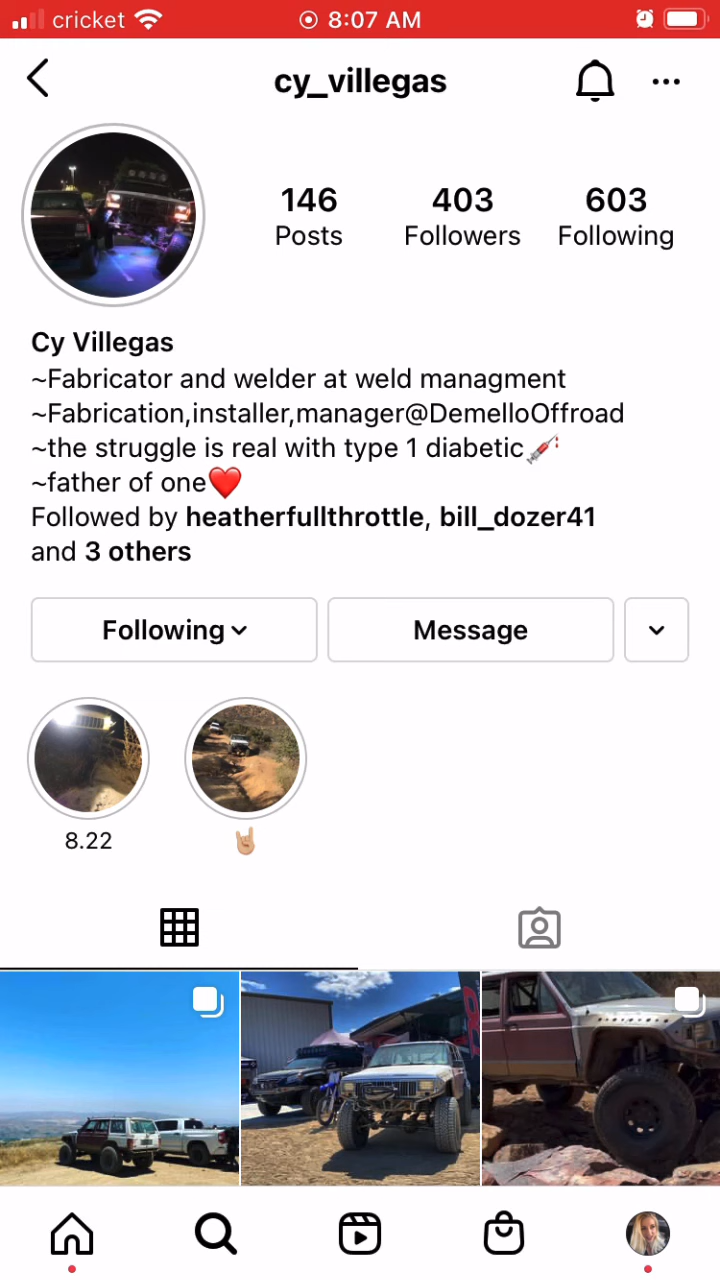 cricket 8:07 AM
cy_villegas
146 403 603
Posts Followers Following
Cy Villegas
~Fabricator and welder at weld managment
~Fabrication,installer,manager@DemelloOffroad
~the struggle is real with type 1 diabetic💉
~father of one❤️
Followed by heatherfullthrottle, bill_dozer41
and 3 others
Following Message
8.22 🤘🏼